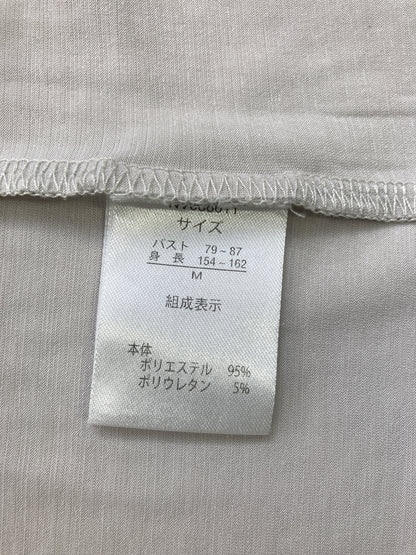 サイズ
バスト 79~87
身長 154~162
M
組成表示
本体
ポリエステル 95%
ポリウレタン 5%